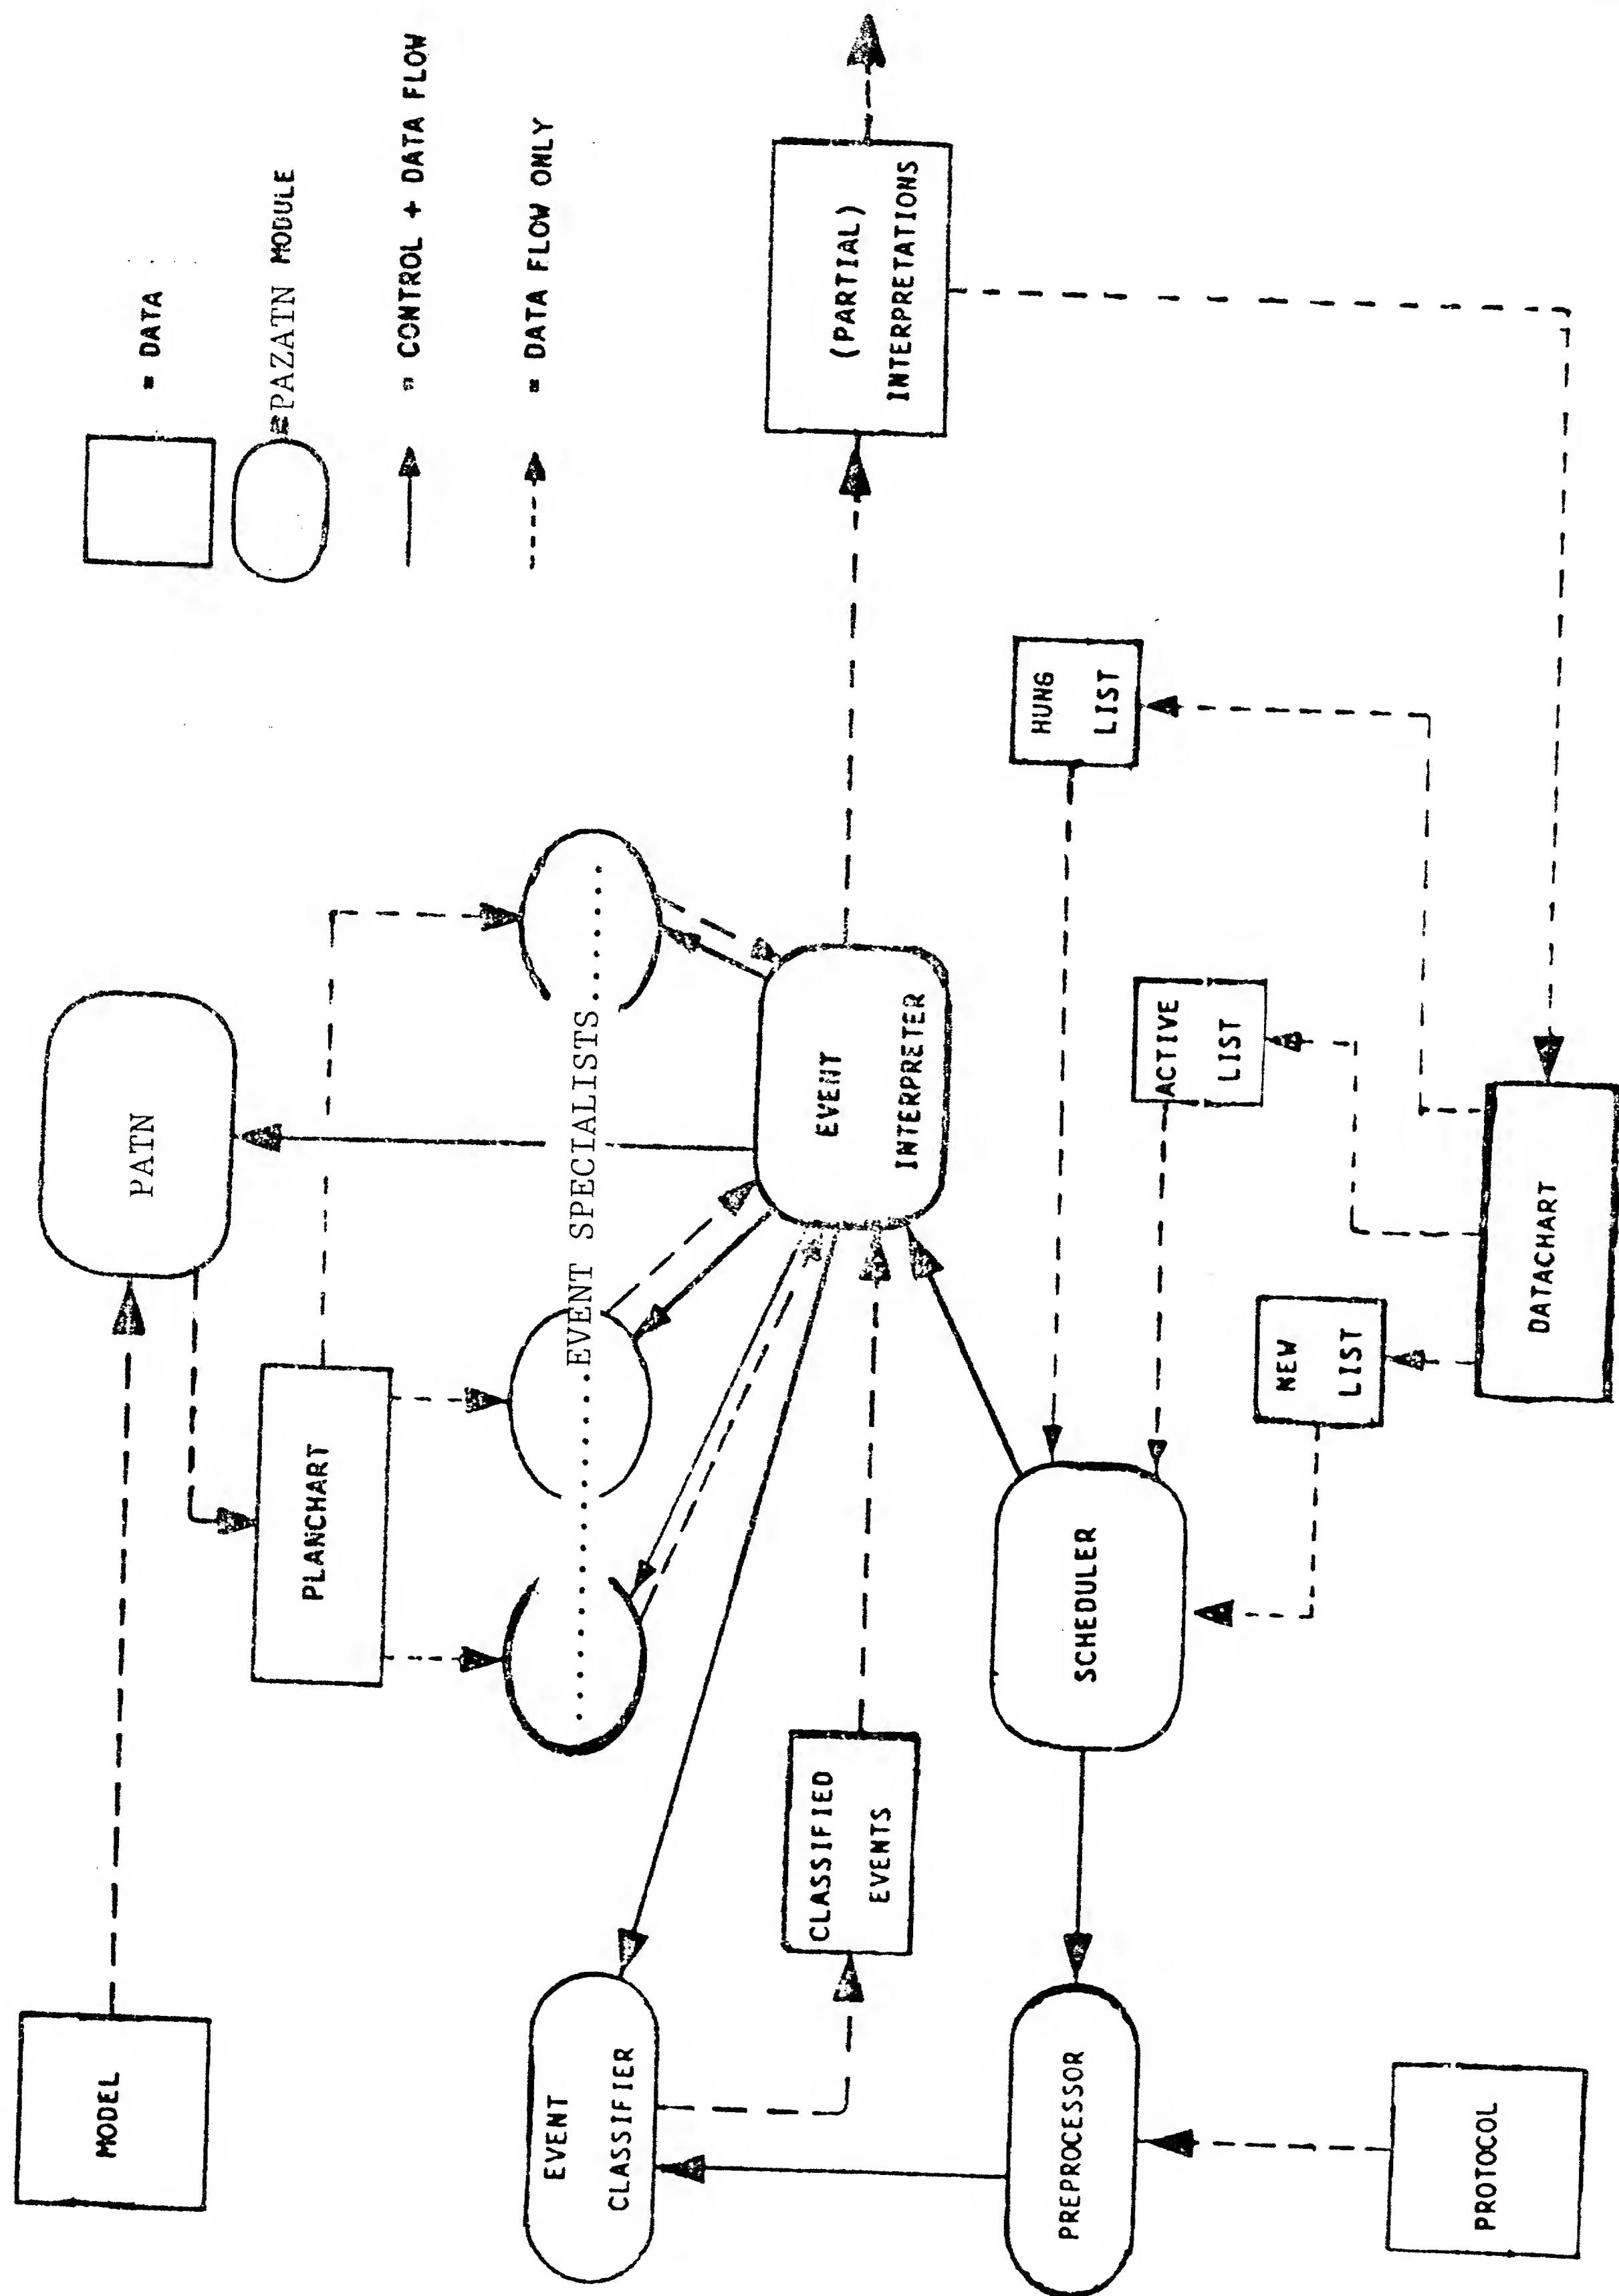 MODEL
PATN
= DATA
=PAZATN MODULE
= CONTROL + DATA FLOW
= DATA FLOW ONLY
PLANCHART
..........EVENT SPECIALISTS.......
EVENT
CLASSIFIER
CLASSIFIED
EVENTS
EVENT
INTERPRETER
(PARTIAL)
INTERPRETATIONS
PREPROCESSOR
SCHEDULER
HUNG
LIST
ACTIVE
LIST
NEW
LIST
PROTOCOL
DATACHART